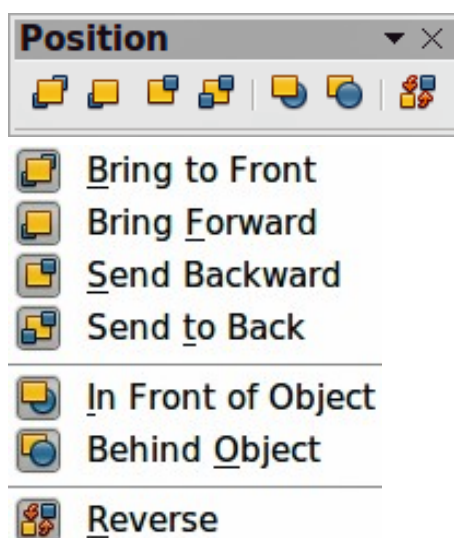 Position
Bring to Front
Bring Forward
Send Backward
Send to Back
In Front of Object
Behind Object
Reverse